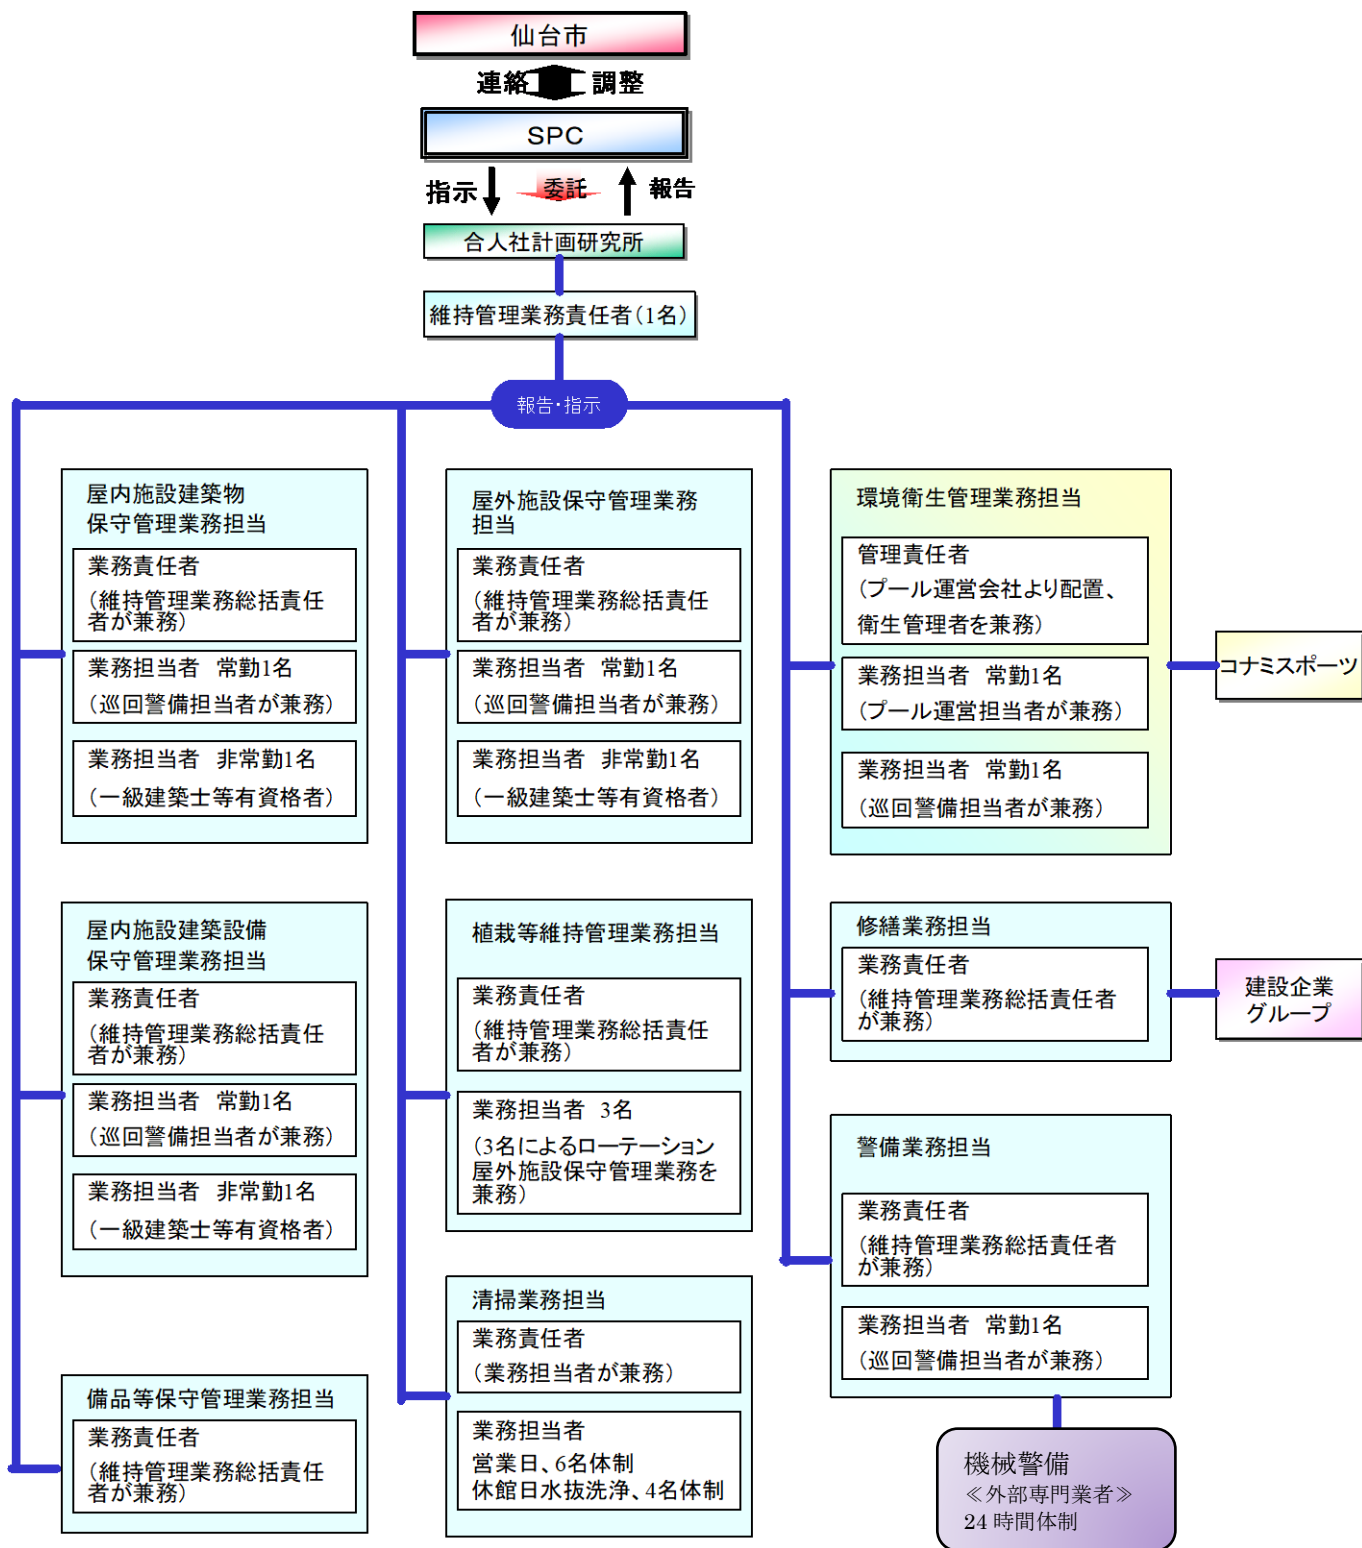 仙台市
連絡 調整
SPC
指示 委託 報告
合人社計画研究所
維持管理業務責任者(1名)
報告・指示
屋内施設建築物
保守管理業務担当
業務責任者
(維持管理業務総括責任
者が兼務)
業務担当者 常勤1名
(巡回警備担当者が兼務)
業務担当者 非常勤1名
(一級建築士等有資格者)
屋内施設建築設備
保守管理業務担当
業務責任者
(維持管理業務総括責任
者が兼務)
業務担当者 常勤1名
(巡回警備担当者が兼務)
業務担当者 非常勤1名
(一級建築士等有資格者)
備品等保守管理業務担当
業務責任者
(維持管理業務総括責任
者が兼務)
屋外施設保守管理業務
担当
業務責任者
(維持管理業務総括責任
者が兼務)
業務担当者 常勤1名
(巡回警備担当者が兼務)
業務担当者 非常勤1名
(一級建築士等有資格者)
植栽等維持管理業務担当
業務責任者
(維持管理業務総括責任
者が兼務)
業務担当者 3名
(3名によるローテーション
屋外施設保守管理業務を
兼務)
清掃業務担当
業務責任者
(業務担当者が兼務)
業務担当者
営業日、6名体制
休館日水抜洗浄、4名体制
環境衛生管理業務担当
管理責任者
(プール運営会社より配置、
衛生管理者を兼務)
業務担当者 常勤1名
(プール運営担当者が兼務)
業務担当者 常勤1名
(巡回警備担当者が兼務)
コナミスポーツ
修繕業務担当
業務責任者
(維持管理業務総括責任者
が兼務)
建設企業
グループ
警備業務担当
業務責任者
(維持管理業務総括責任者
が兼務)
業務担当者 常勤1名
(巡回警備担当者が兼務)
機械警備
≪外部専門業者≫
24時間体制